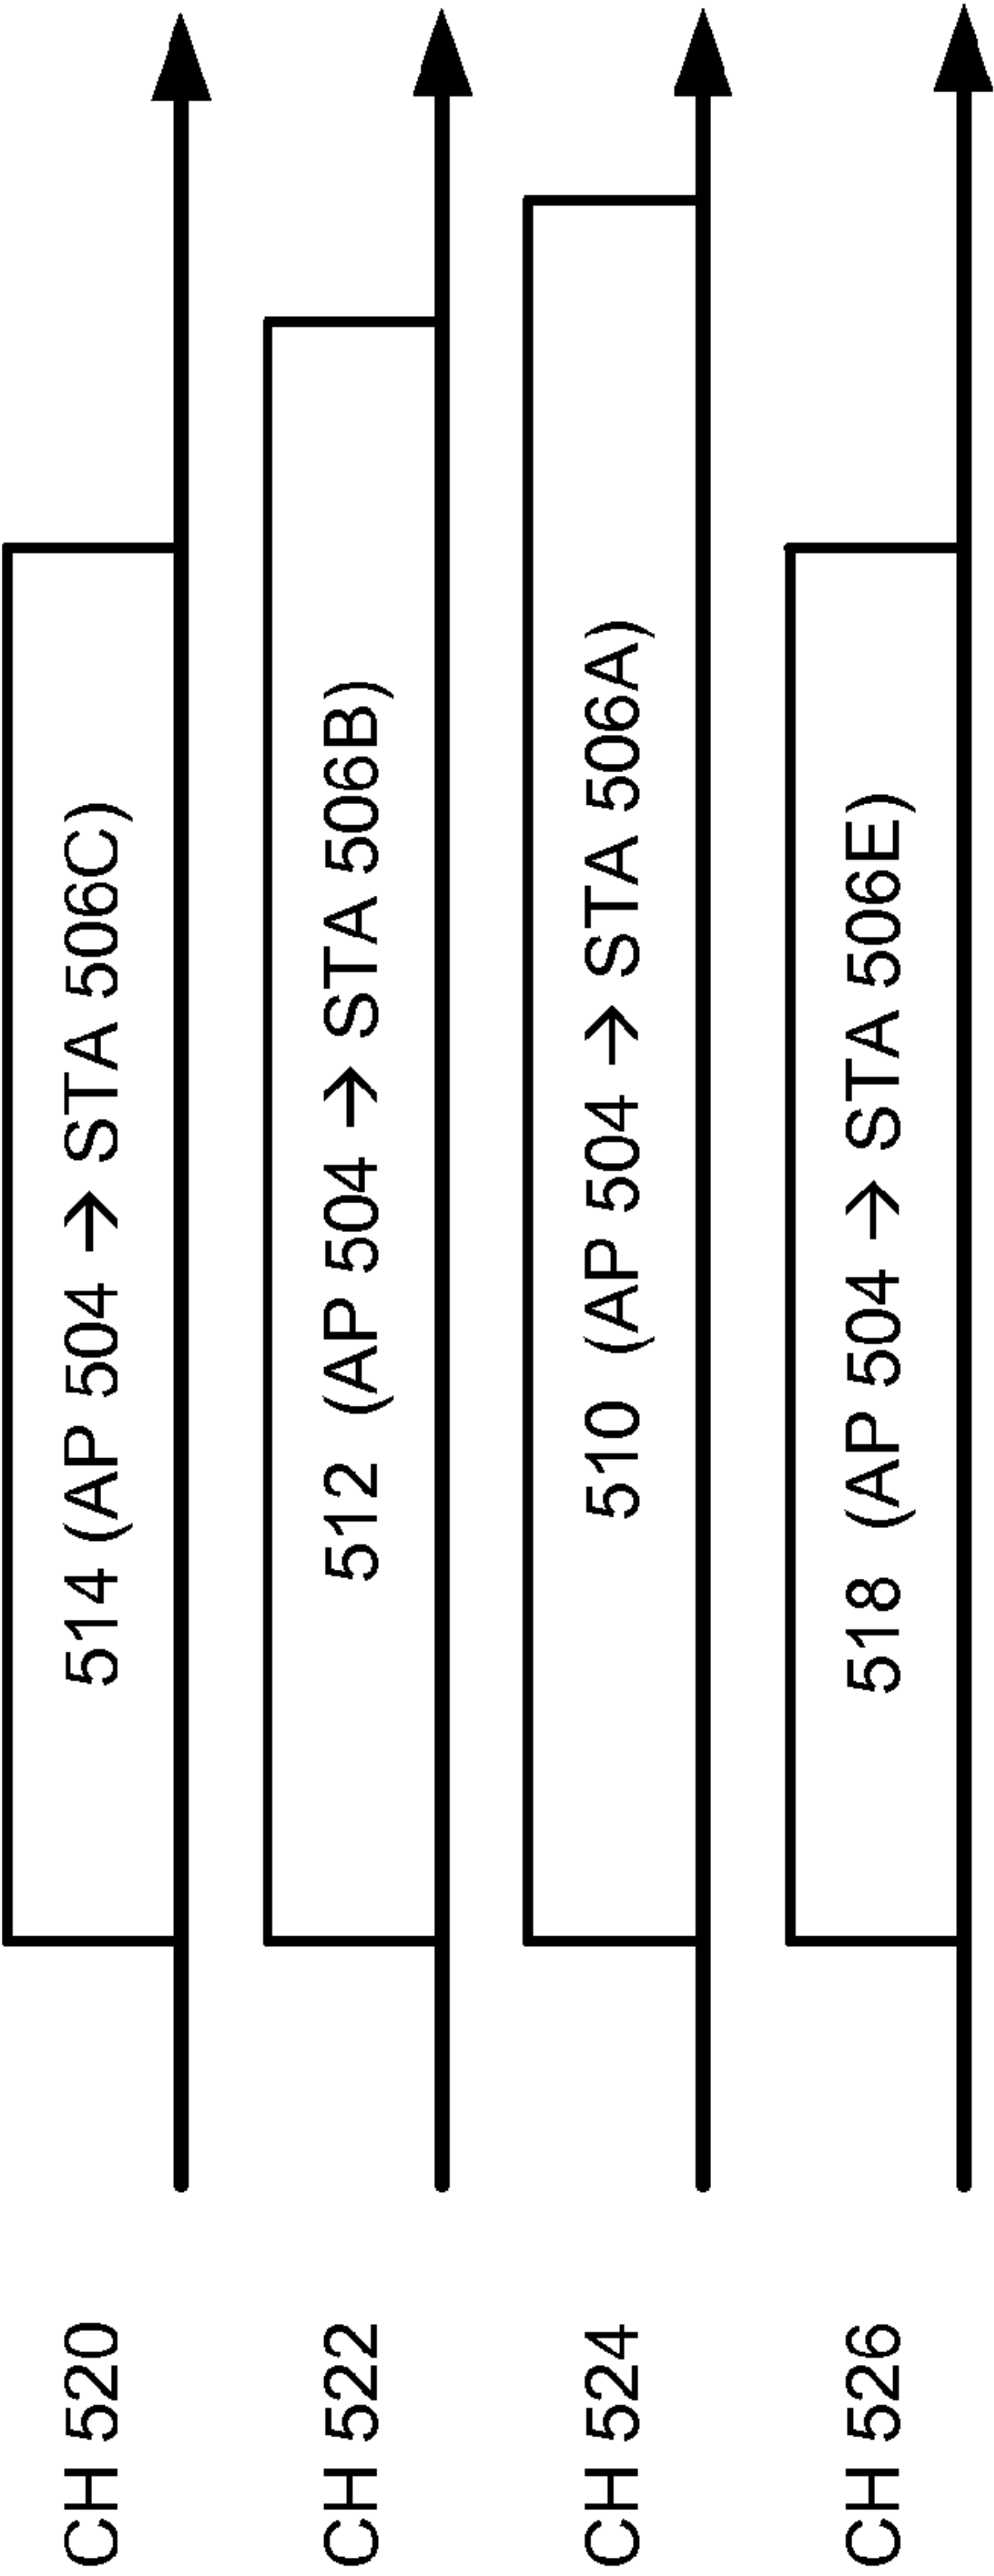 CH 520
514 (AP 504 → STA 506C)
CH 522
512 (AP 504 → STA 506B)
CH 524
510 (AP 504 → STA 506A)
CH 526
518 (AP 504 → STA 506E)